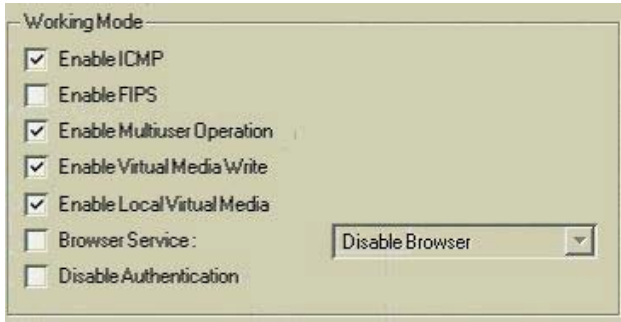 Working Mode
Enable ICMP
Enable FIPS
Enable Multiuser Operation
Enable Virtual Media Write
Enable Local Virtual Media
Browser Service : Disable Browser
Disable Authentication